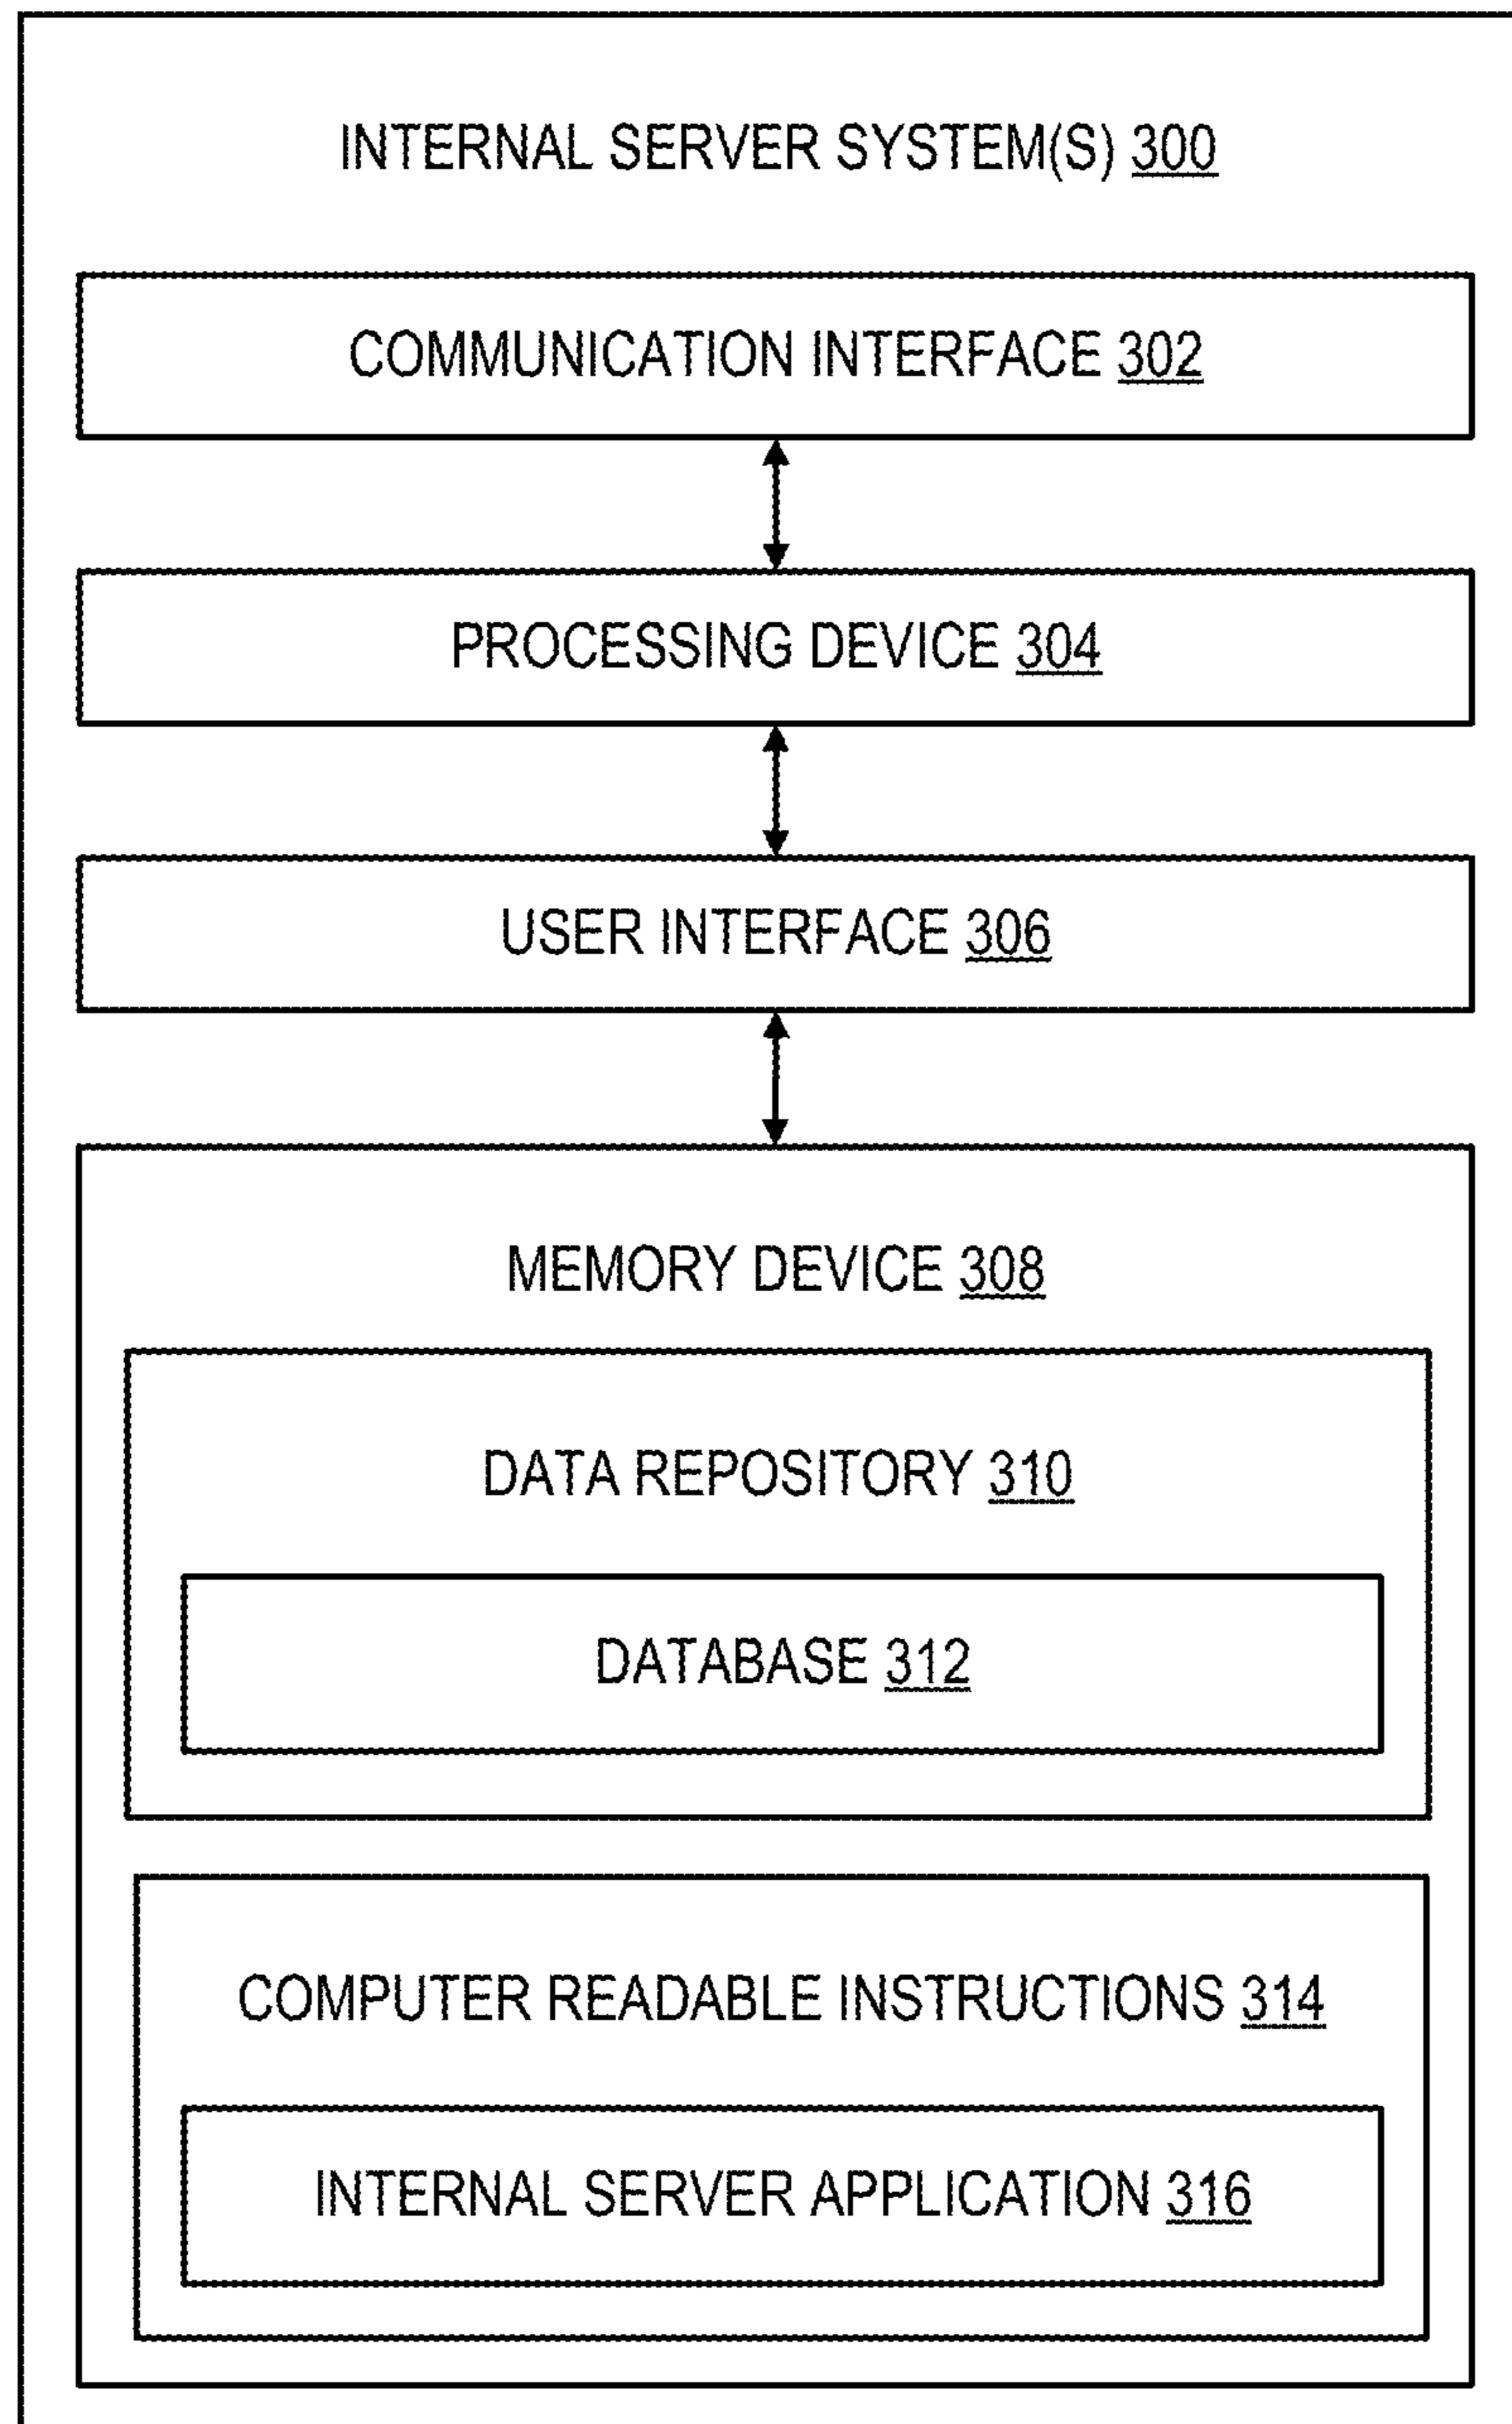 INTERNAL SERVER SYSTEM(S) 300
COMMUNICATION INTERFACE 302
PROCESSING DEVICE 304
USER INTERFACE 306
MEMORY DEVICE 308
DATA REPOSITORY 310
DATABASE 312
COMPUTER READABLE INSTRUCTIONS 314
INTERNAL SERVER APPLICATION 316